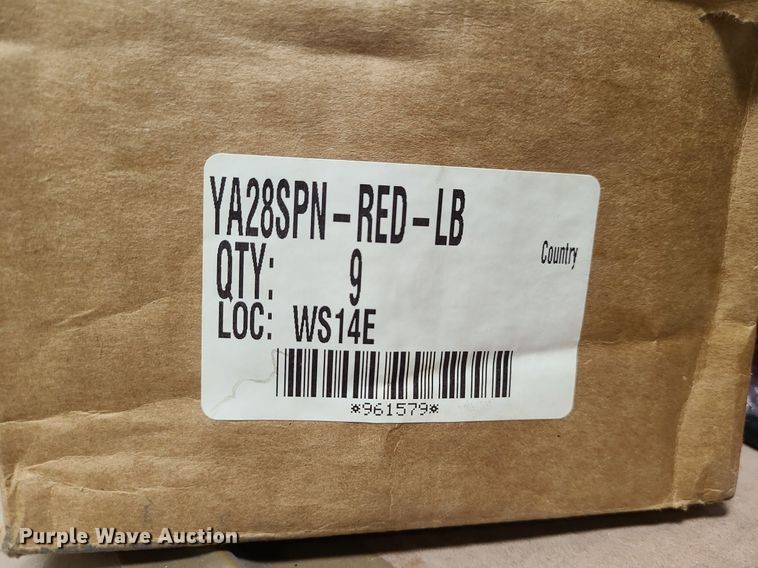 YA28SPN-RED-LB
Country
QTY: 9
LOC: WS14E
*961579*
Purple Wave Auction